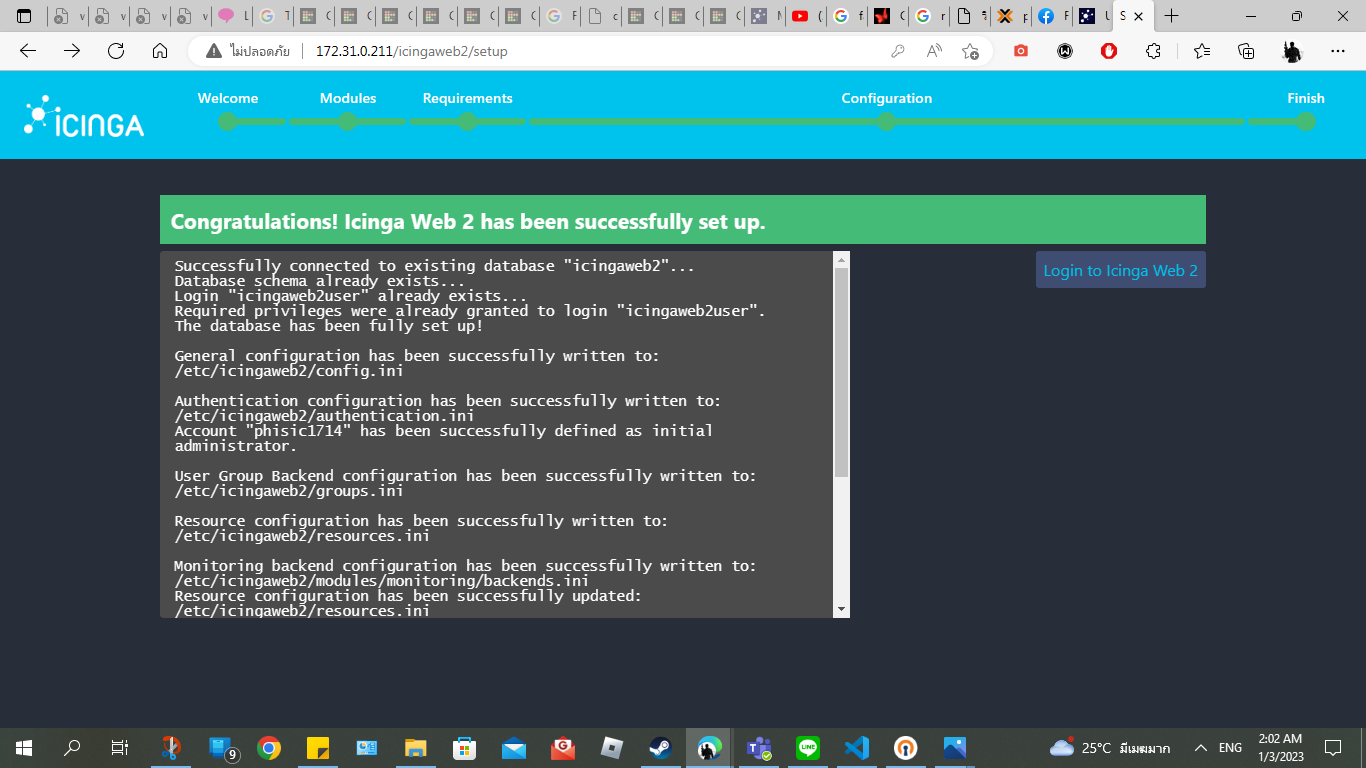 ไม่ปลอดภัย
172.31.0.211/icingaweb2/setup
ICINGA
Welcome
Modules
Requirements
Configuration
Finish
Congratulations! Icinga Web 2 has been successfully set up.
Login to Icinga Web 2
Successfully connected to existing database "icingaweb2"...
Database schema already exists...
Login "icingaweb2user" already exists...
Required privileges were already granted to login "icingaweb2user".
The database has been fully set up!
General configuration has been successfully written to:
/etc/icingaweb2/config.ini
Authentication configuration has been successfully written to:
/etc/icingaweb2/authentication.ini
Account "phisic1714" has been successfully defined as initial
administrator.
User Group Backend configuration has been successfully written to:
/etc/icingaweb2/groups.ini
Resource configuration has been successfully written to:
/etc/icingaweb2/resources.ini
Monitoring backend configuration has been successfully written to:
/etc/icingaweb2/modules/monitoring/backends.ini
Resource configuration has been successfully updated:
/etc/icingaweb2/resources.ini
9
25°C มีเมฆมาก
ENG
2:02 AM
1/3/2023